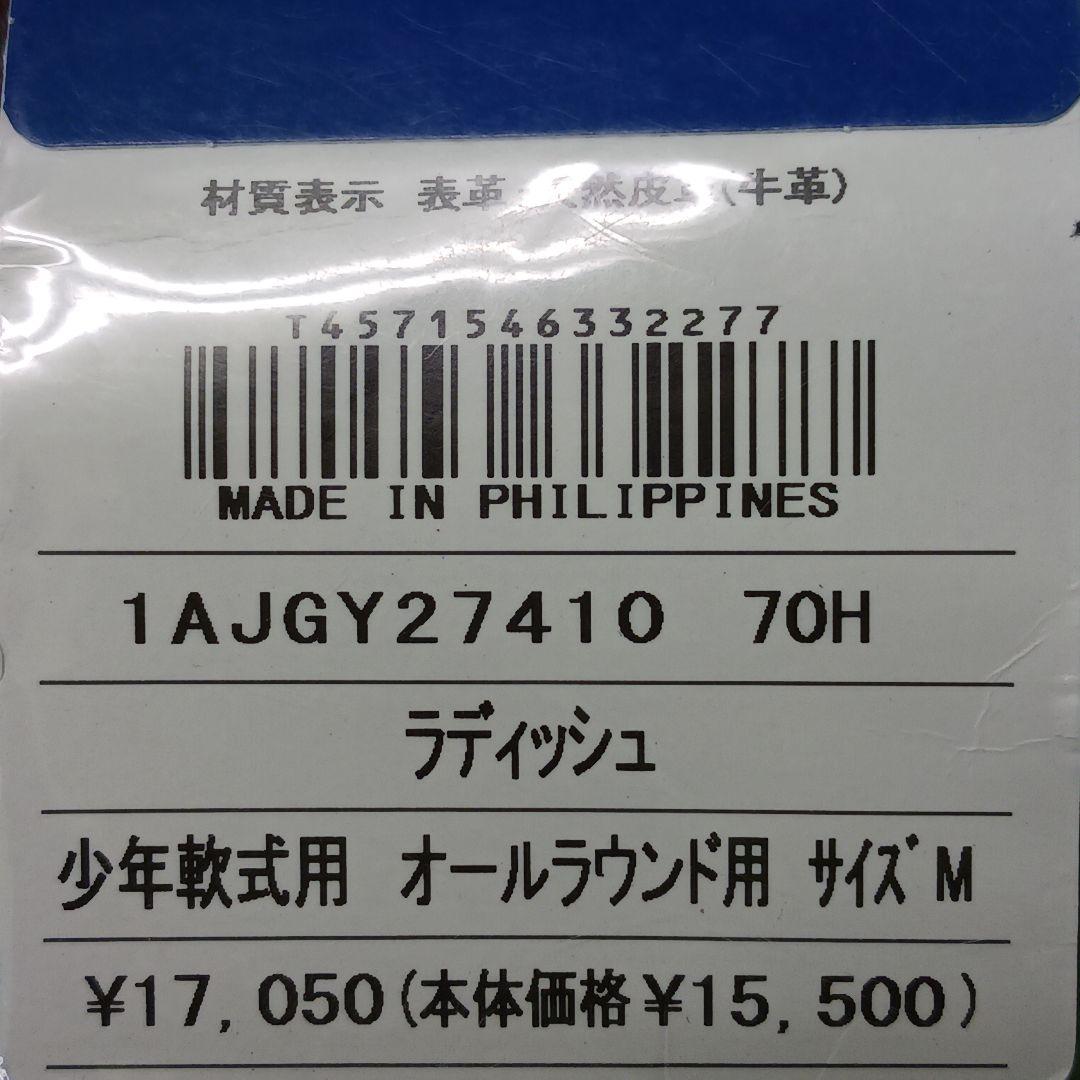 材質表示 表革 天然皮革(牛革)
T4571546332277
MADE IN PHILIPPINES
1AJGY27410 70H
ラディッシュ
少年軟式用 オールラウンド用 サイズM
¥17,050(本体価格¥15,500)